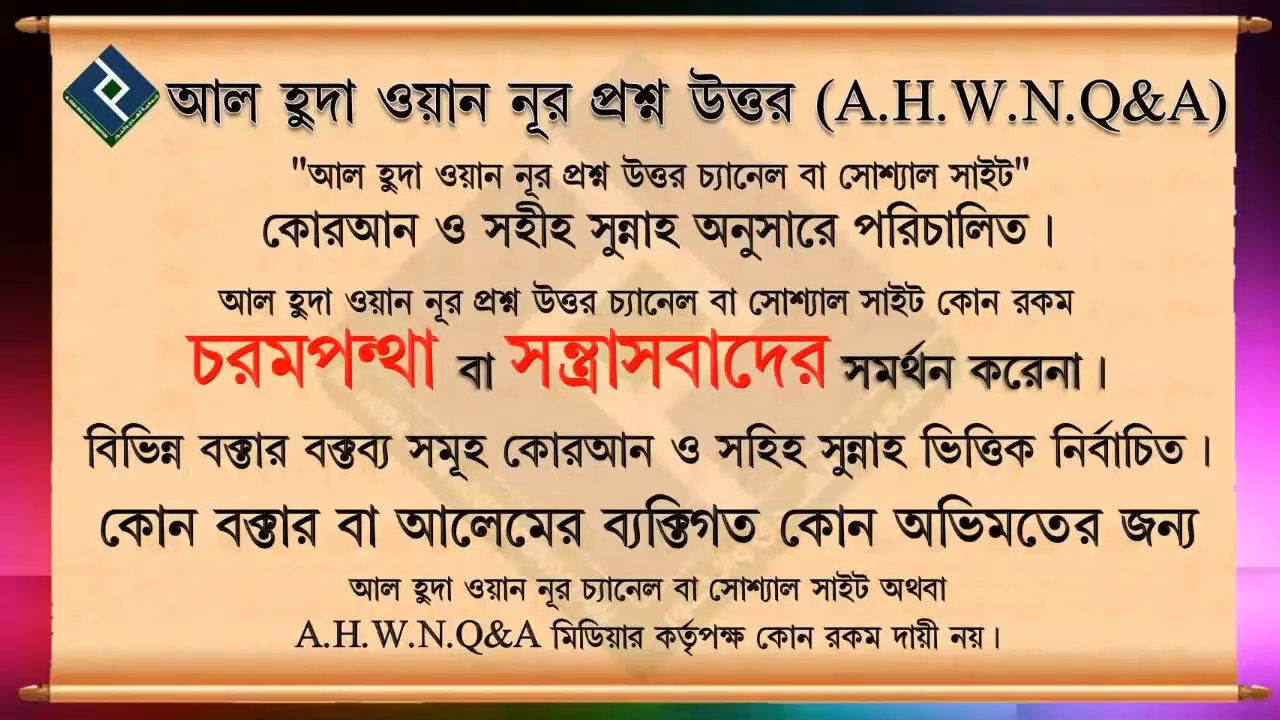 আল হুদা ওয়ান নূর প্রশ্ন উত্তর (A.H.W.N.Q&A)
"আল হুদা ওয়ান নূর প্রশ্ন উত্তর চ্যানেল বা সোশ্যাল সাইট"
কোরআন ও সহীহ সুন্নাহ অনুসারে পরিচালিত।
আল হুদা ওয়ান নূর প্রশ্ন উত্তর চ্যানেল বা সোশ্যাল সাইট কোন রকম
চরমপন্থা বা সন্ত্রাসবাদের সমর্থন করেনা।
বিভিন্ন বক্তার বক্তব্য সমূহ কোরআন ও সহিহ সুন্নাহ ভিত্তিক নির্বাচিত।
কোন বক্তার বা আলেমের ব্যক্তিগত কোন অভিমতের জন্য
আল হুদা ওয়ান নূর চ্যানেল বা সোশ্যাল সাইট অথবা
A.H.W.N.Q&A মিডিয়ার কর্তৃপক্ষ কোন রকম দায়ী নয়।